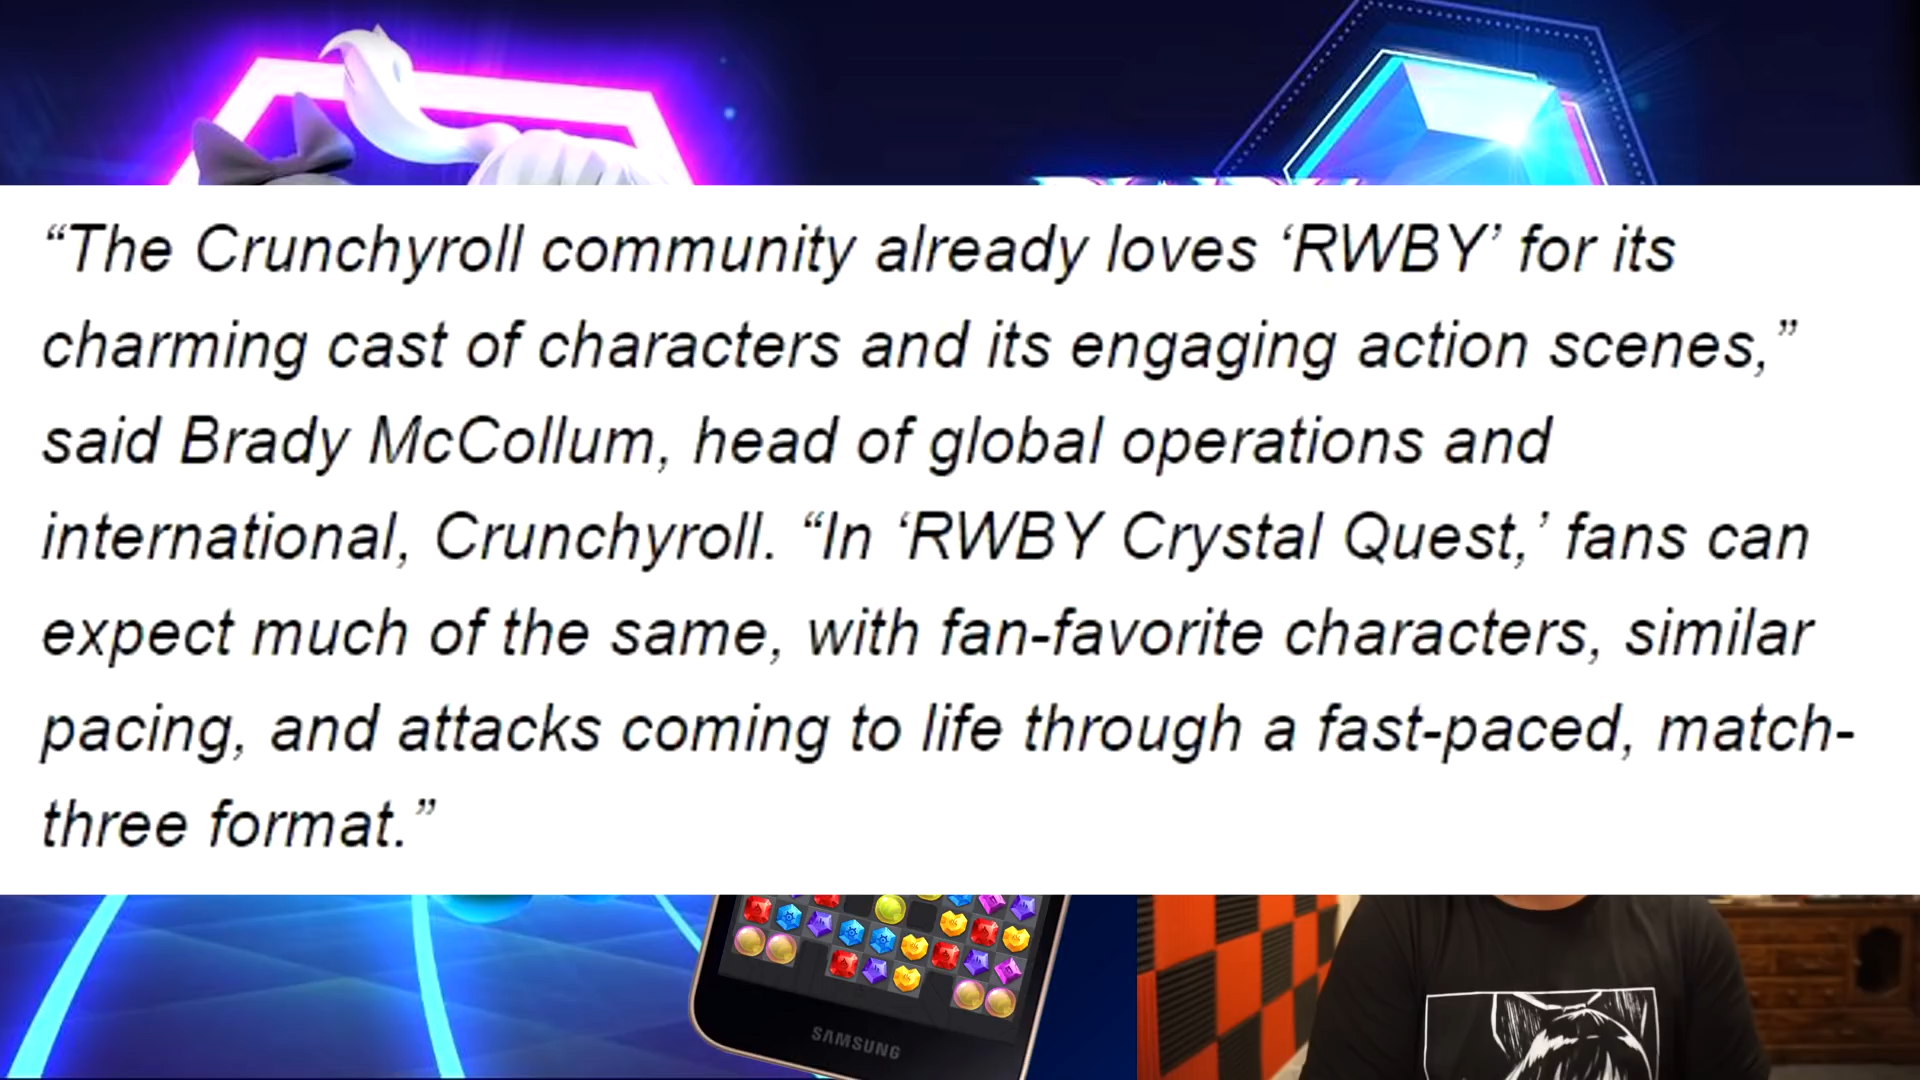 “The Crunchyroll community already loves ‘RWBY’ for its
charming cast of characters and its engaging action scenes,”
said Brady McCollum, head of global operations and
international, Crunchyroll. “In ‘RWBY Crystal Quest,’ fans can
expect much of the same, with fan-favorite characters, similar
pacing, and attacks coming to life through a fast-paced, match-
three format.”
SAMSUNG